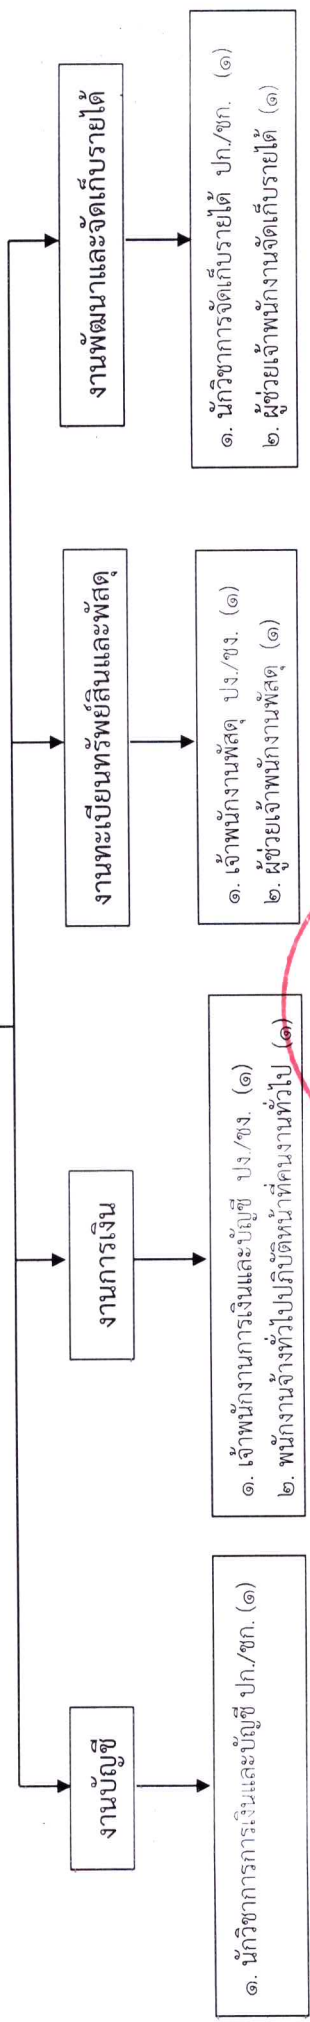 งานบัญชี
งานการเงิน
งานทะเบียนทรัพย์สินและพัสดุ
งานพัฒนาและจัดเก็บรายได้
๑. นักวิชาการการเงินและบัญชี ปก./ชก. (๑)
๑. เจ้าพนักงานการเงินและบัญชี ปง./ชง. (๑)
๒. พนักงานจ้างทั่วไปปฏิบัติหน้าที่คนงานทั่วไป (๑)
๑. เจ้าพนักงานพัสดุ ปง./ชง. (๑)
๒. ผู้ช่วยเจ้าพนักงานพัสดุ (๑)
๑. นักวิชาการจัดเก็บรายได้ ปก./ชก. (๑)
๒. ผู้ช่วยเจ้าพนักงานจัดเก็บรายได้ (๑)